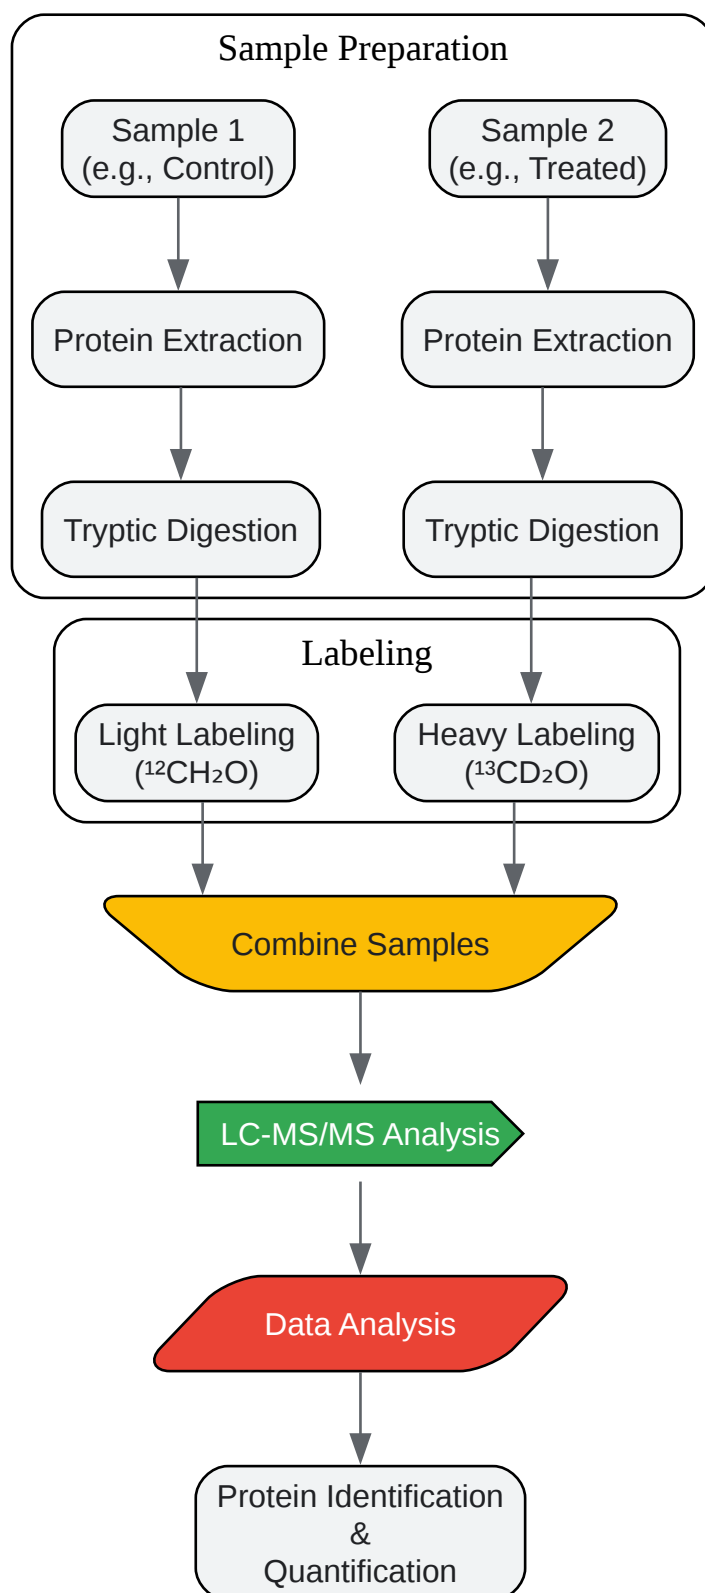 Sample Preparation
Sample 1
(e.g., Control)
Sample 2
(e.g., Treated)
Protein Extraction
Protein Extraction
Tryptic Digestion
Tryptic Digestion
Labeling
Light Labeling
(¹²CH₂O)
Heavy Labeling
(¹³CD₂O)
Combine Samples
LC-MS/MS Analysis
Data Analysis
Protein Identification
&
Quantification